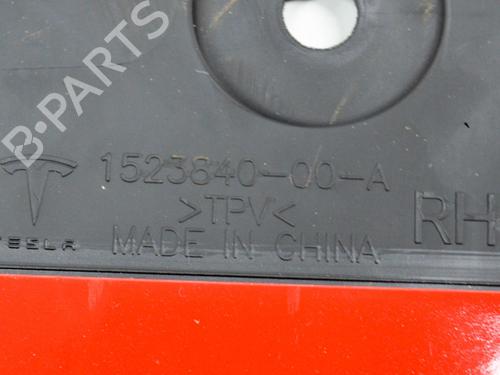 B-PARTS
1523840-00-A
>TPV<
RH
MADE IN CHINA
TESLA